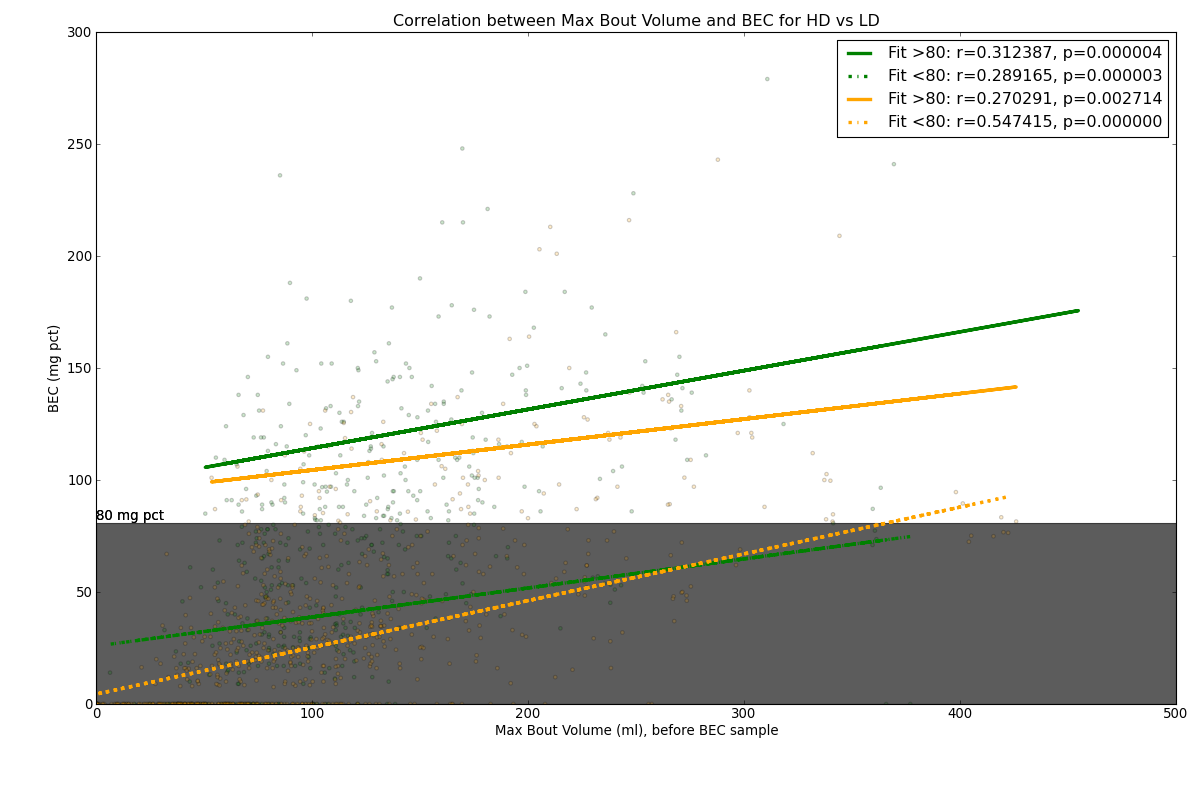 Correlation between Max Bout Volume and BEC for HD vs LD
300
250
200
150
100
50
0
BEC (mg pct)
Fit >80: r=0.312387, p=0.000004
Fit <80: r=0.289165, p=0.000003
Fit >80: r=0.270291, p=0.002714
Fit <80: r=0.547415, p=0.000000
80 mg pct
0 100 200 300 400 500
Max Bout Volume (ml), before BEC sample